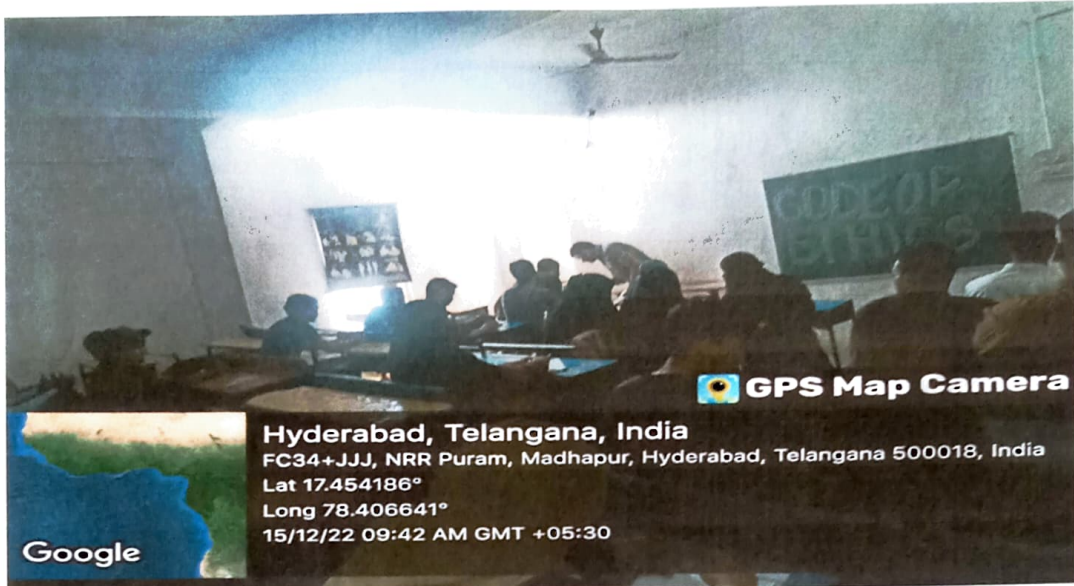 CODE OF
ETHICS
GPS Map Camera
Hyderabad, Telangana, India
FC34+JJJ, NRR Puram, Madhapur, Hyderabad, Telangana 500018, India
Lat 17.454186°
Long 78.406641°
15/12/22 09:42 AM GMT +05:30
Google